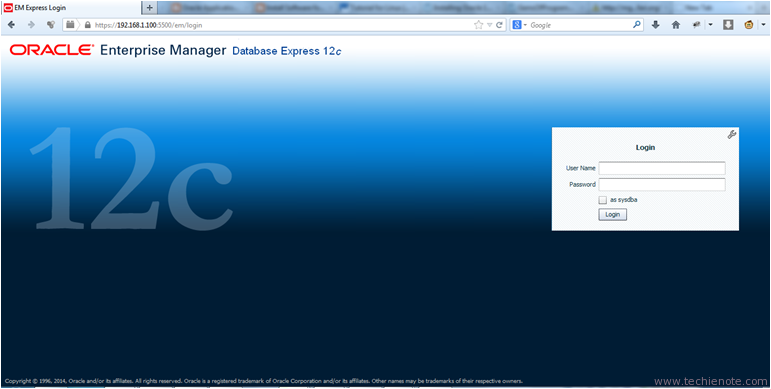 EM Express Login
https://192.168.1.100:5500/em/login
Google
ORACLE Enterprise Manager Database Express 12c
12c
Login
User Name
Password
as sysdba
Login
Copyright © 1996, 2014, Oracle and/or its affiliates. All rights reserved. Oracle is a registered trademark of Oracle Corporation and/or its affiliates. Other names may be trademarks of their respective owners.
www.techienote.com